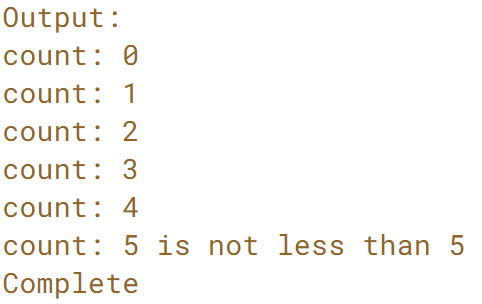 Output:
count: 0
count: 1
count: 2
count: 3
count: 4
count: 5 is not less than 5
Complete